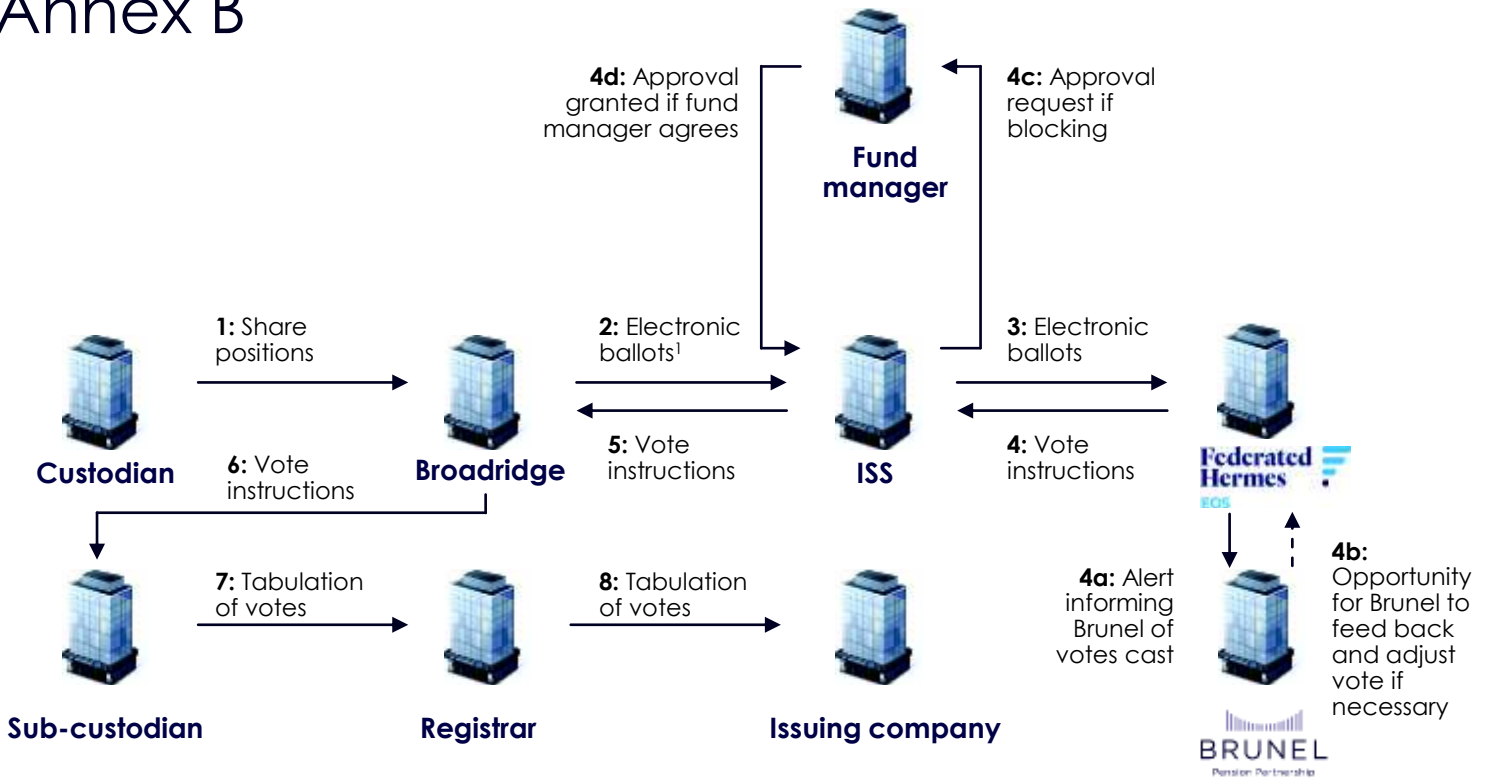 Annex B
4d: Approval
granted if fund
manager agrees
4c: Approval
request if
blocking
Fund
manager
1: Share
positions
2: Electronic
ballots1
3: Electronic
ballots
Custodian
6: Vote
instructions
Broadridge
5: Vote
instructions
ISS
4: Vote
instructions
Federated
Hermes
EOS
7: Tabulation
of votes
8: Tabulation
of votes
4a: Alert
informing
Brunel of
votes cast
4b:
Opportunity
for Brunel to
feed back
and adjust
vote if
necessary
Sub-custodian
Registrar
Issuing company
BRUNEL
Pension Partnership